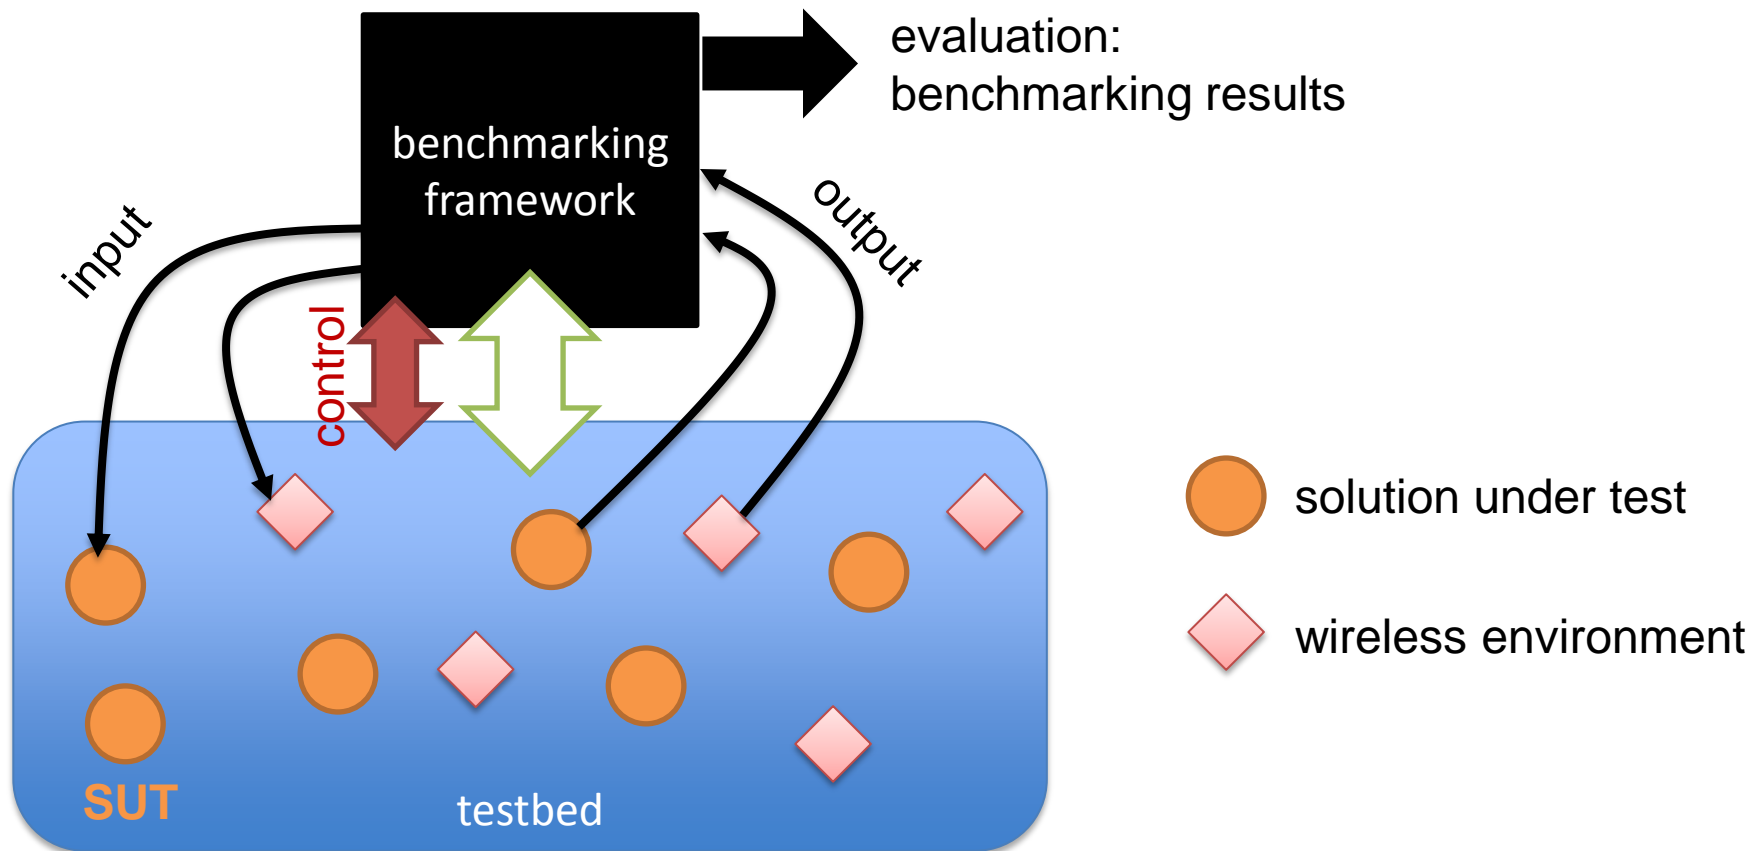 evaluation:
benchmarking results
benchmarking
framework
input
output
control
solution under test
wireless environment
SUT
testbed